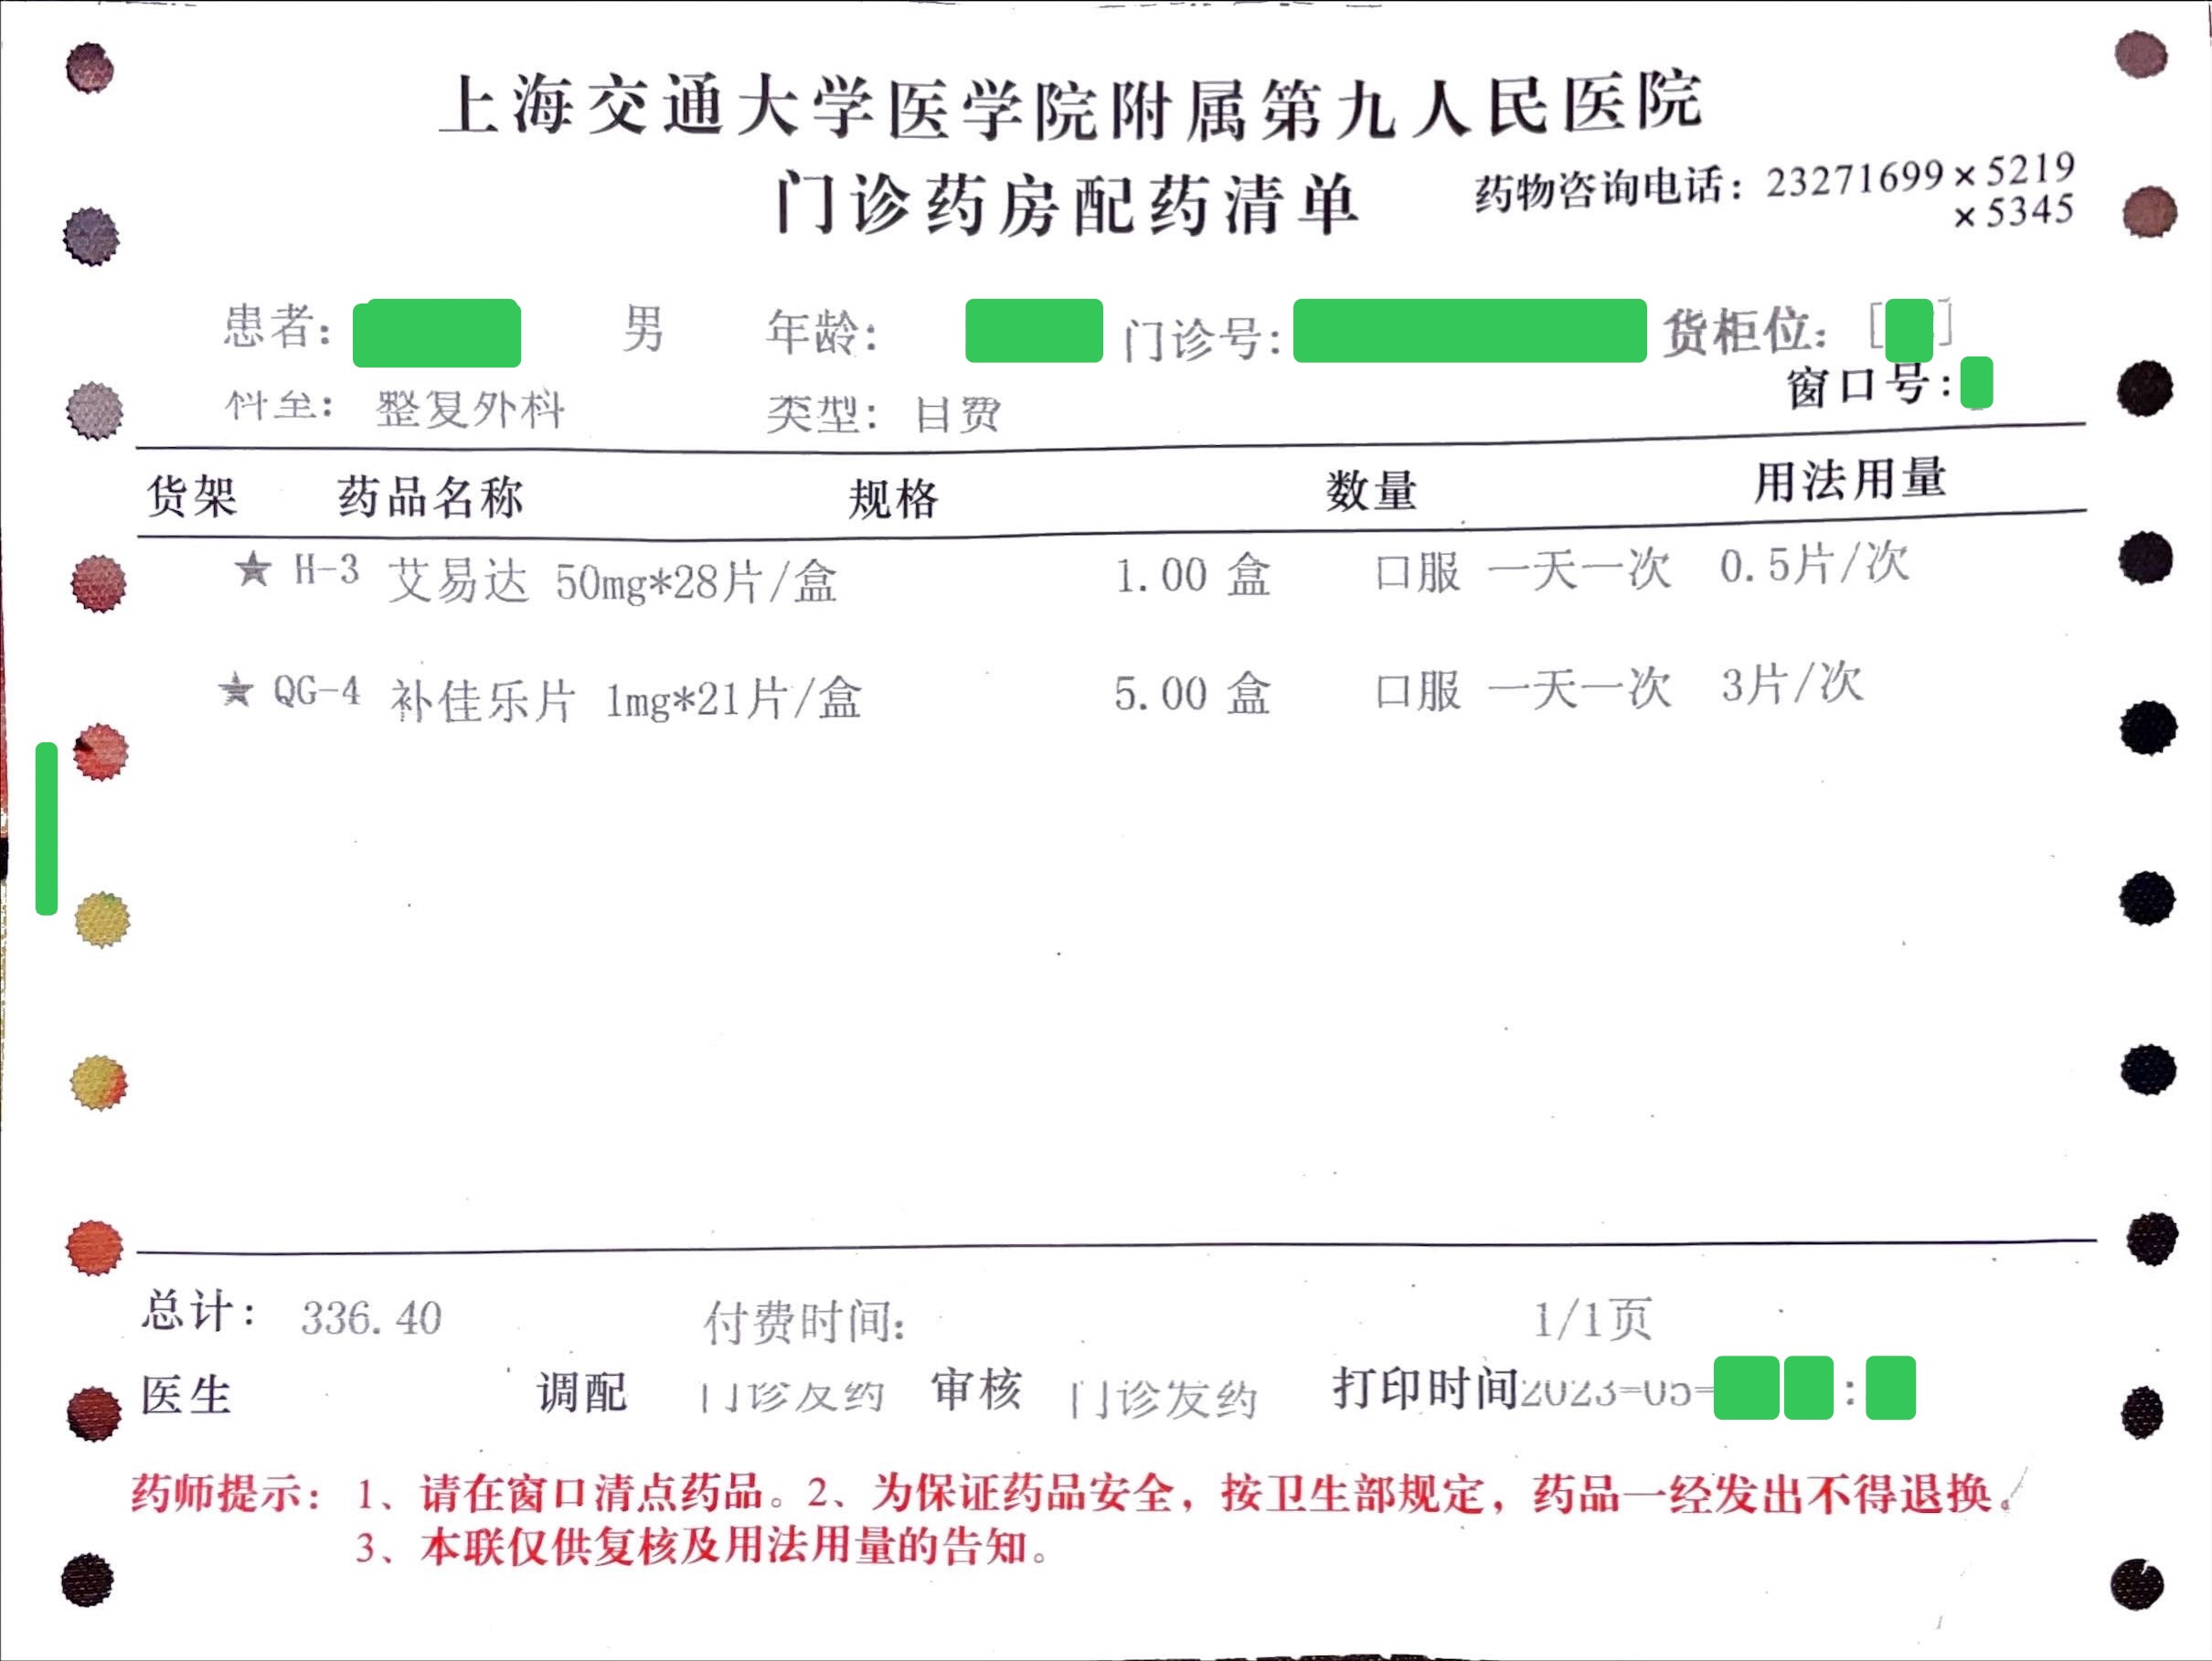 上海交通大学医学院附属第九人民医院
门诊药房配药清单
药物咨询电话：23271699×5219
×5345
患者： 男 年龄： 门诊号： 货柜位：[ ]
科室： 整复外科 类型：自费 窗口号：
货架 药品名称 规格 数量 用法用量
★ H-3 艾易达 50mg*28片/盒 1.00 盒 口服 一天一次 0.5片/次
★ QG-4 补佳乐片 1mg*21片/盒 5.00 盒 口服 一天一次 3片/次
总计： 336.40 付费时间： 1/1页
医生 调配 门诊发药 审核 门诊发药 打印时间2023-05- :
药师提示：1、请在窗口清点药品。2、为保证药品安全，按卫生部规定，药品一经发出不得退换。
3、本联仅供复核及用法用量的告知。